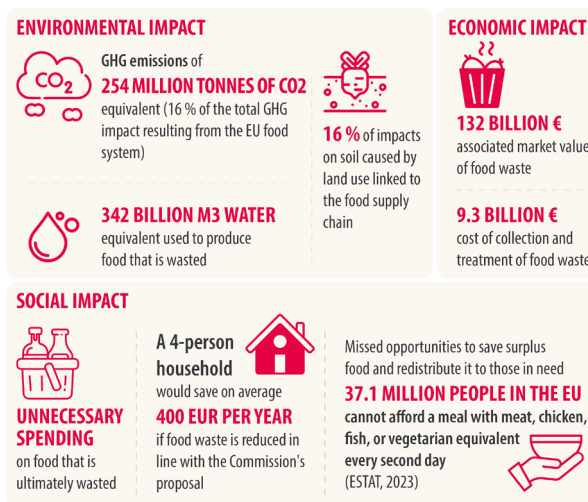 ENVIRONMENTAL IMPACT
CO2
GHG emissions of
254 MILLION TONNES OF CO2
equivalent (16 % of the total GHG
impact resulting from the EU food
system)
342 BILLION M3 WATER
equivalent used to produce
food that is wasted
16 % of impacts
on soil caused by
land use linked to
the food supply
chain
ECONOMIC IMPACT
132 BILLION €
associated market value
of food waste
9.3 BILLION €
cost of collection and
treatment of food waste
SOCIAL IMPACT
UNNECESSARY
SPENDING
on food that is
ultimately wasted
A 4-person
household
would save on average
400 EUR PER YEAR
if food waste is reduced in
line with the Commission's
proposal
Missed opportunities to save surplus
food and redistribute it to those in need
37.1 MILLION PEOPLE IN THE EU
cannot afford a meal with meat, chicken,
fish, or vegetarian equivalent
every second day
(ESTAT, 2023)